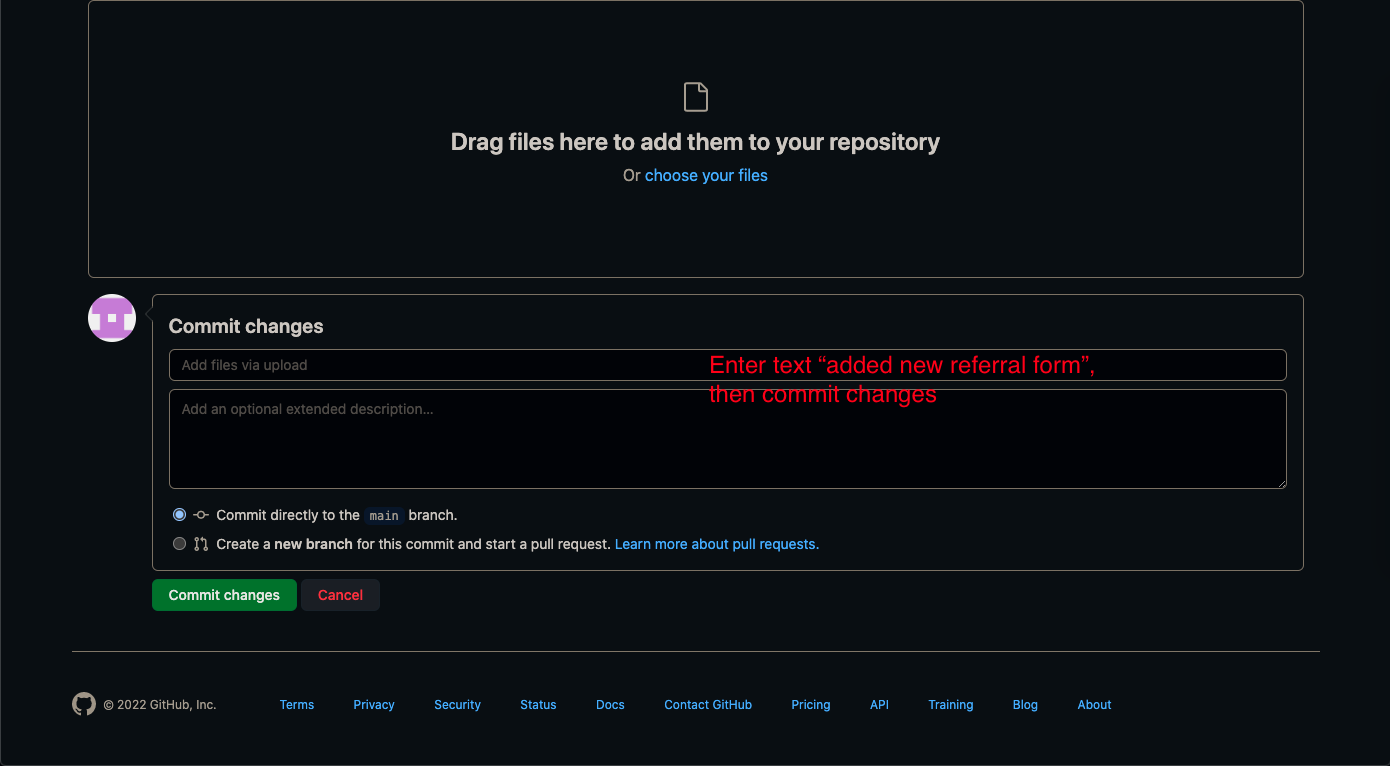 Drag files here to add them to your repository
Or choose your files
Commit changes
Add files via upload
Enter text “added new referral form”,
then commit changes
Add an optional extended description...
Commit directly to the main branch.
Create a new branch for this commit and start a pull request. Learn more about pull requests.
Commit changes Cancel
© 2022 GitHub, Inc. Terms Privacy Security Status Docs Contact GitHub Pricing API Training Blog About